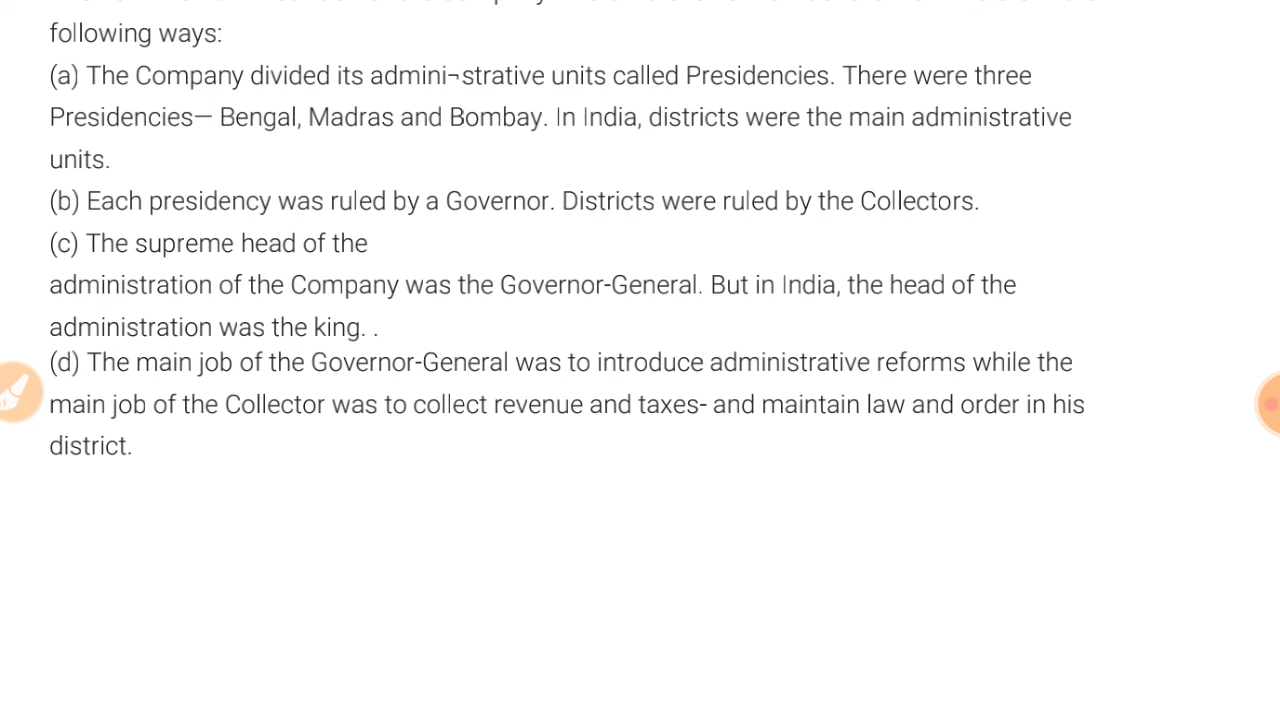 following ways:
(a) The Company divided its admini¬strative units called Presidencies. There were three
Presidencies— Bengal, Madras and Bombay. In India, districts were the main administrative
units.
(b) Each presidency was ruled by a Governor. Districts were ruled by the Collectors.
(c) The supreme head of the
administration of the Company was the Governor-General. But in India, the head of the
administration was the king. .
(d) The main job of the Governor-General was to introduce administrative reforms while the
main job of the Collector was to collect revenue and taxes- and maintain law and order in his
district.